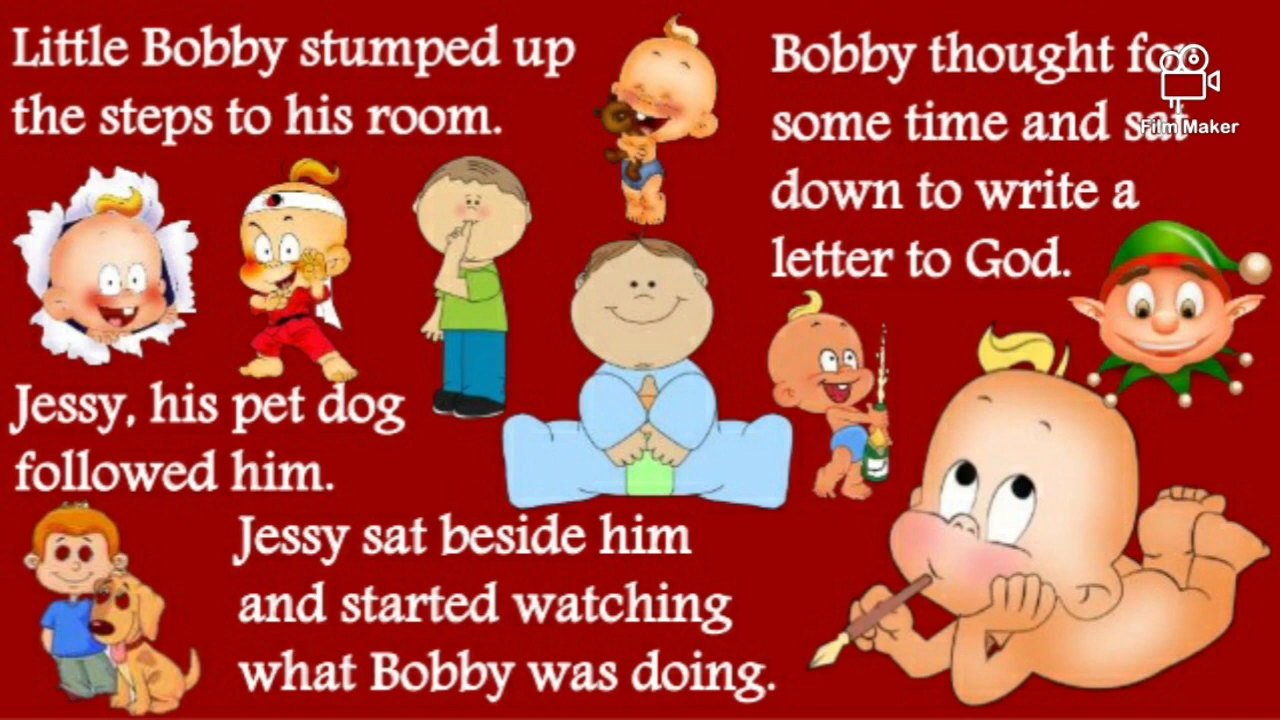 Little Bobby stumped up
the steps to his room.
Jessy, his pet dog
followed him.
Jessy sat beside him
and started watching
what Bobby was doing.
Bobby thought for
some time and sat
down to write a
letter to God.
Film Maker